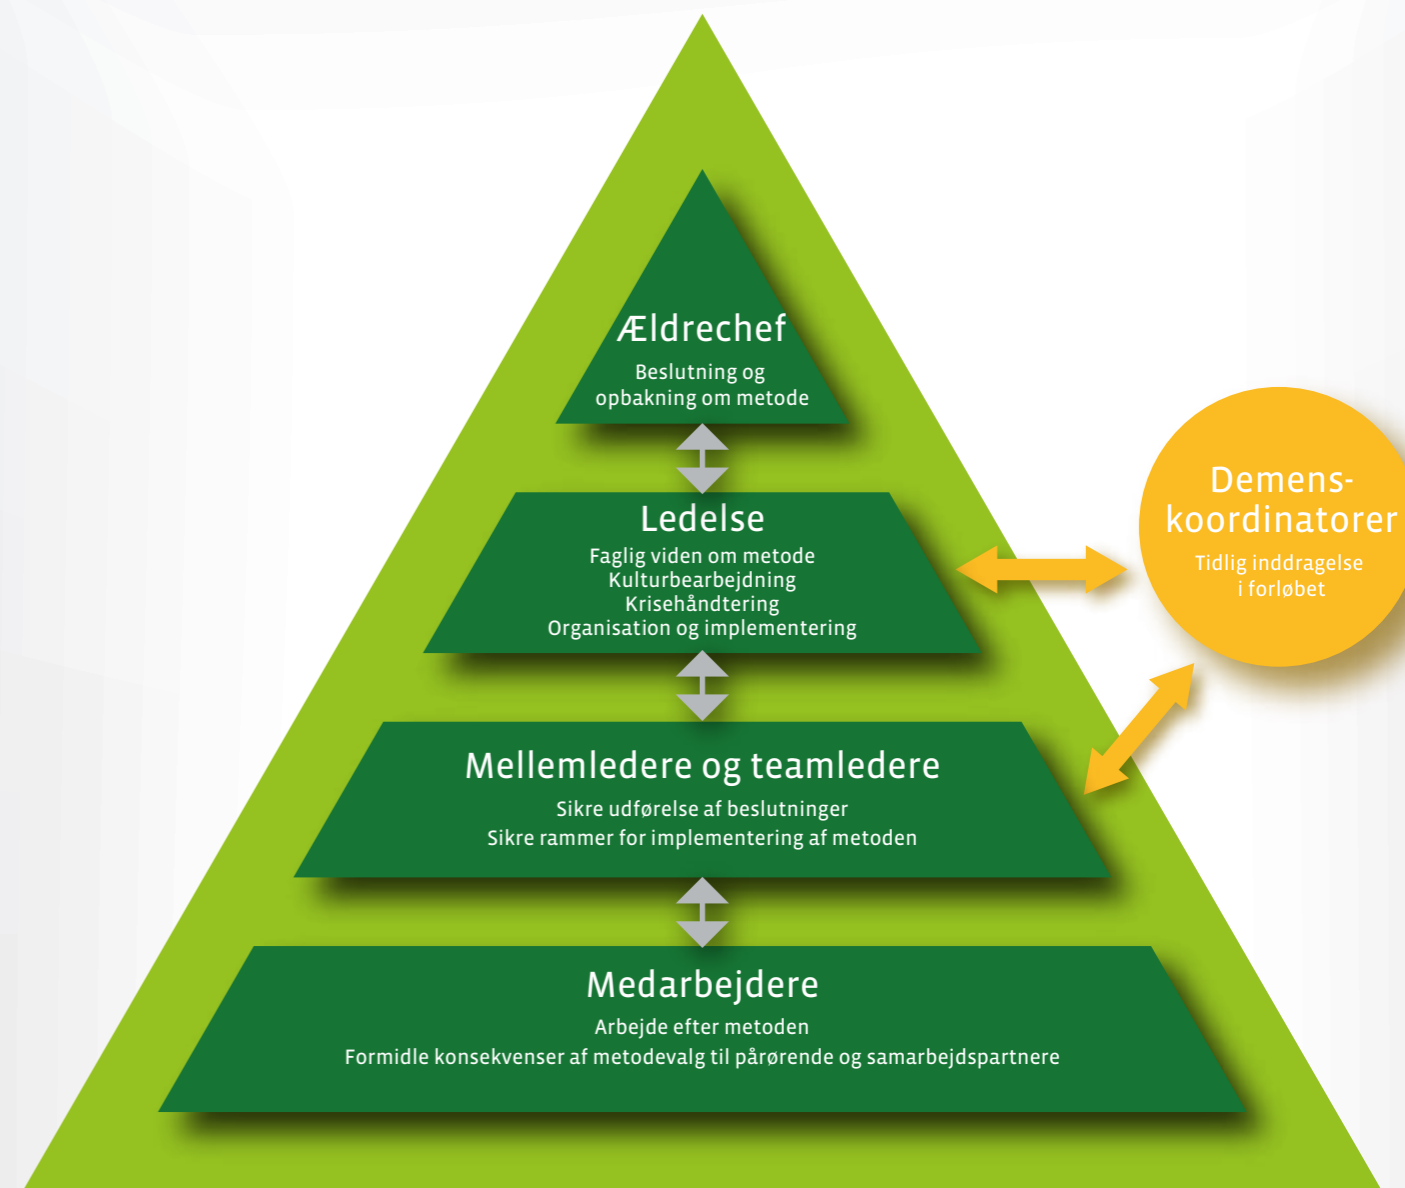 Ældrechef
Beslutning og
opbakning om metode
Ledelse
Faglig viden om metode
Kulturbearbejdning
Krisehåndtering
Organisation og implementering
Demens-
koordinatorer
Tidlig inddragelse
i forløbet
Mellemledere og teamledere
Sikre udførelse af beslutninger
Sikre rammer for implementering af metoden
Medarbejdere
Arbejde efter metoden
Formidle konsekvenser af metodevalg til pårørende og samarbejdspartnere